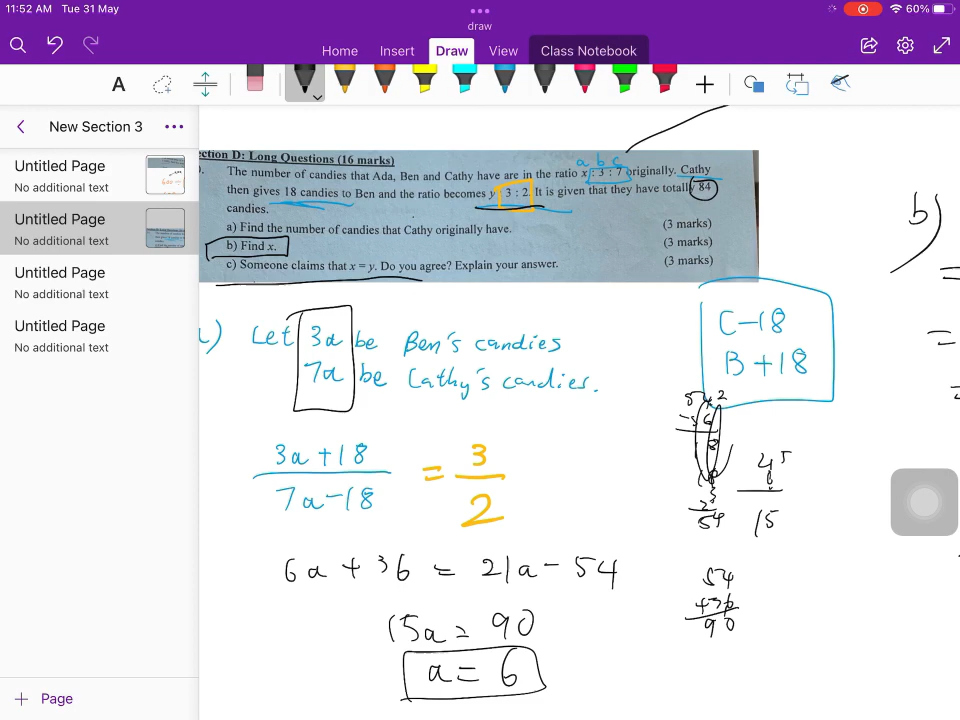 11:52 AM Tue 31 May
60%
draw
Home Insert Draw View Class Notebook
A
New Section 3
Untitled Page
No additional text
Untitled Page
No additional text
Untitled Page
No additional text
Untitled Page
No additional text
+ Page
ction D: Long Questions (16 marks)
a b c
The number of candies that Ada, Ben and Cathy have are in the ratio x : 3 : 7 originally. Cathy
then gives 18 candies to Ben and the ratio becomes y : 3 : 2. It is given that they have totally 84
candies.
a) Find the number of candies that Cathy originally have. (3 marks)
b) Find x. (3 marks)
c) Someone claims that x = y. Do you agree? Explain your answer. (3 marks)
b)
=
=
) Let 3a be Ben's candies
7a be Cathy's candies.
C-18
B+18
3a+18
7a-18
=
3
2
45
15
6a + 36 = 21a - 54
54
+36
90
15a = 90
a = 6